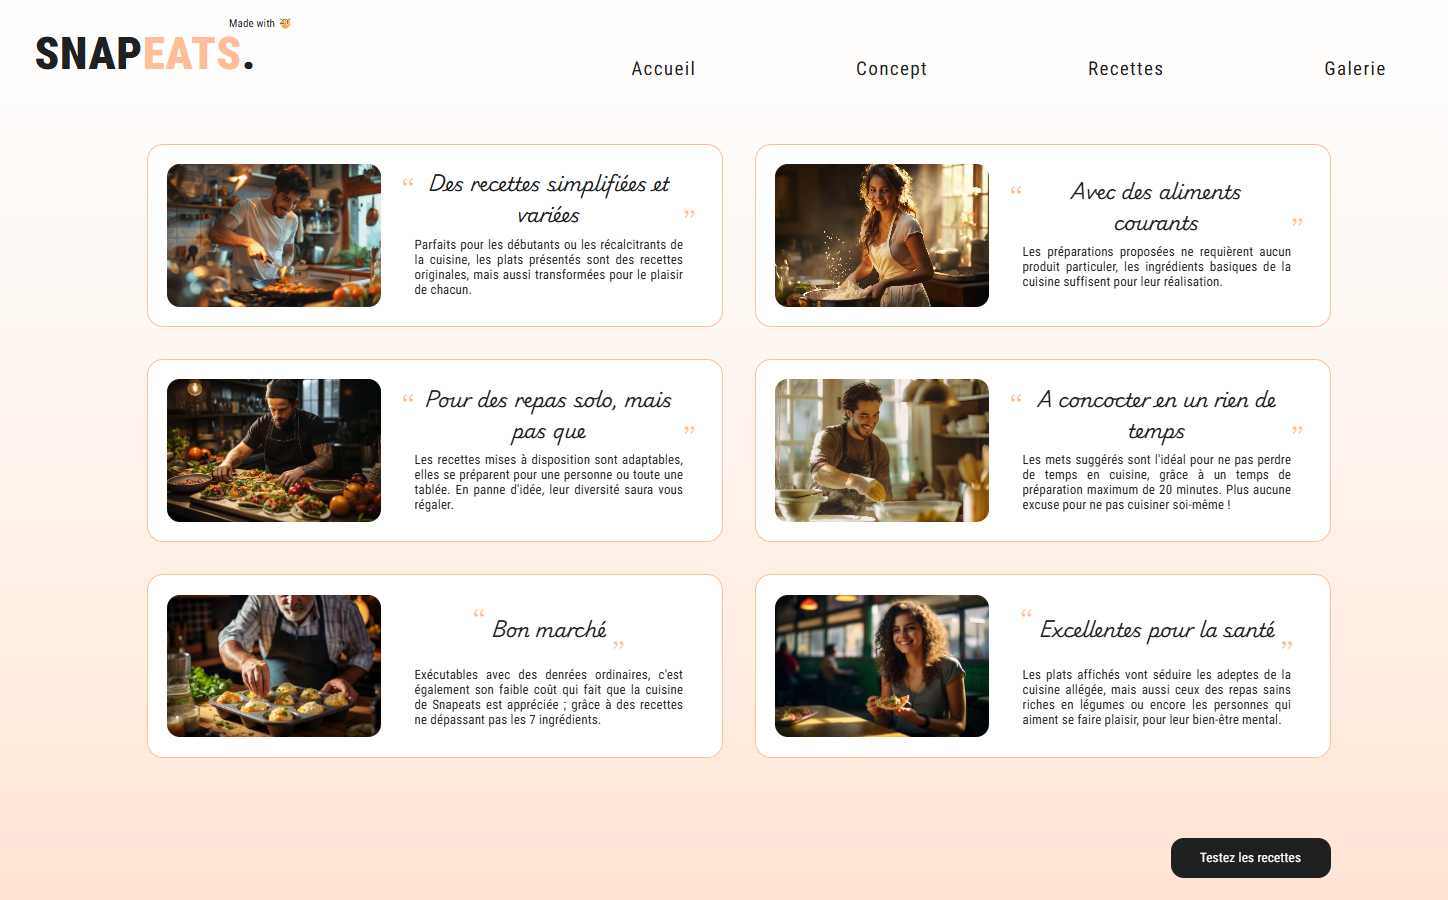 Made with
SNAPEATS.
Accueil
Concept
Recettes
Galerie
“ Des recettes simplifiées et
variées ”
Parfaits pour les débutants ou les récalcitrants de
la cuisine, les plats présentés sont des recettes
originales, mais aussi transformées pour le plaisir
de chacun.
“ Avec des aliments
courants ”
Les préparations proposées ne requièrent aucun
produit particuler, les ingrédients basiques de la
cuisine suffisent pour leur réalisation.
“ Pour des repas solo, mais
pas que ”
Les recettes mises à disposition sont adaptables,
elles se préparent pour une personne ou toute une
tablée. En panne d'idée, leur diversité saura vous
régaler.
“ A concocter en un rien de
temps ”
Les mets suggérés sont l'idéal pour ne pas perdre
de temps en cuisine, grâce à un temps de
préparation maximum de 20 minutes. Plus aucune
excuse pour ne pas cuisiner soi-même !
“ Bon marché ”
Exécutables avec des denrées ordinaires, c'est
également son faible coût qui fait que la cuisine
de Snapeats est appréciée ; grâce à des recettes
ne dépassant pas les 7 ingrédients.
“ Excellentes pour la santé ”
Les plats affichés vont séduire les adeptes de la
cuisine allégée, mais aussi ceux des repas sains
riches en légumes ou encore les personnes qui
aiment se faire plaisir, pour leur bien-être mental.
Testez les recettes